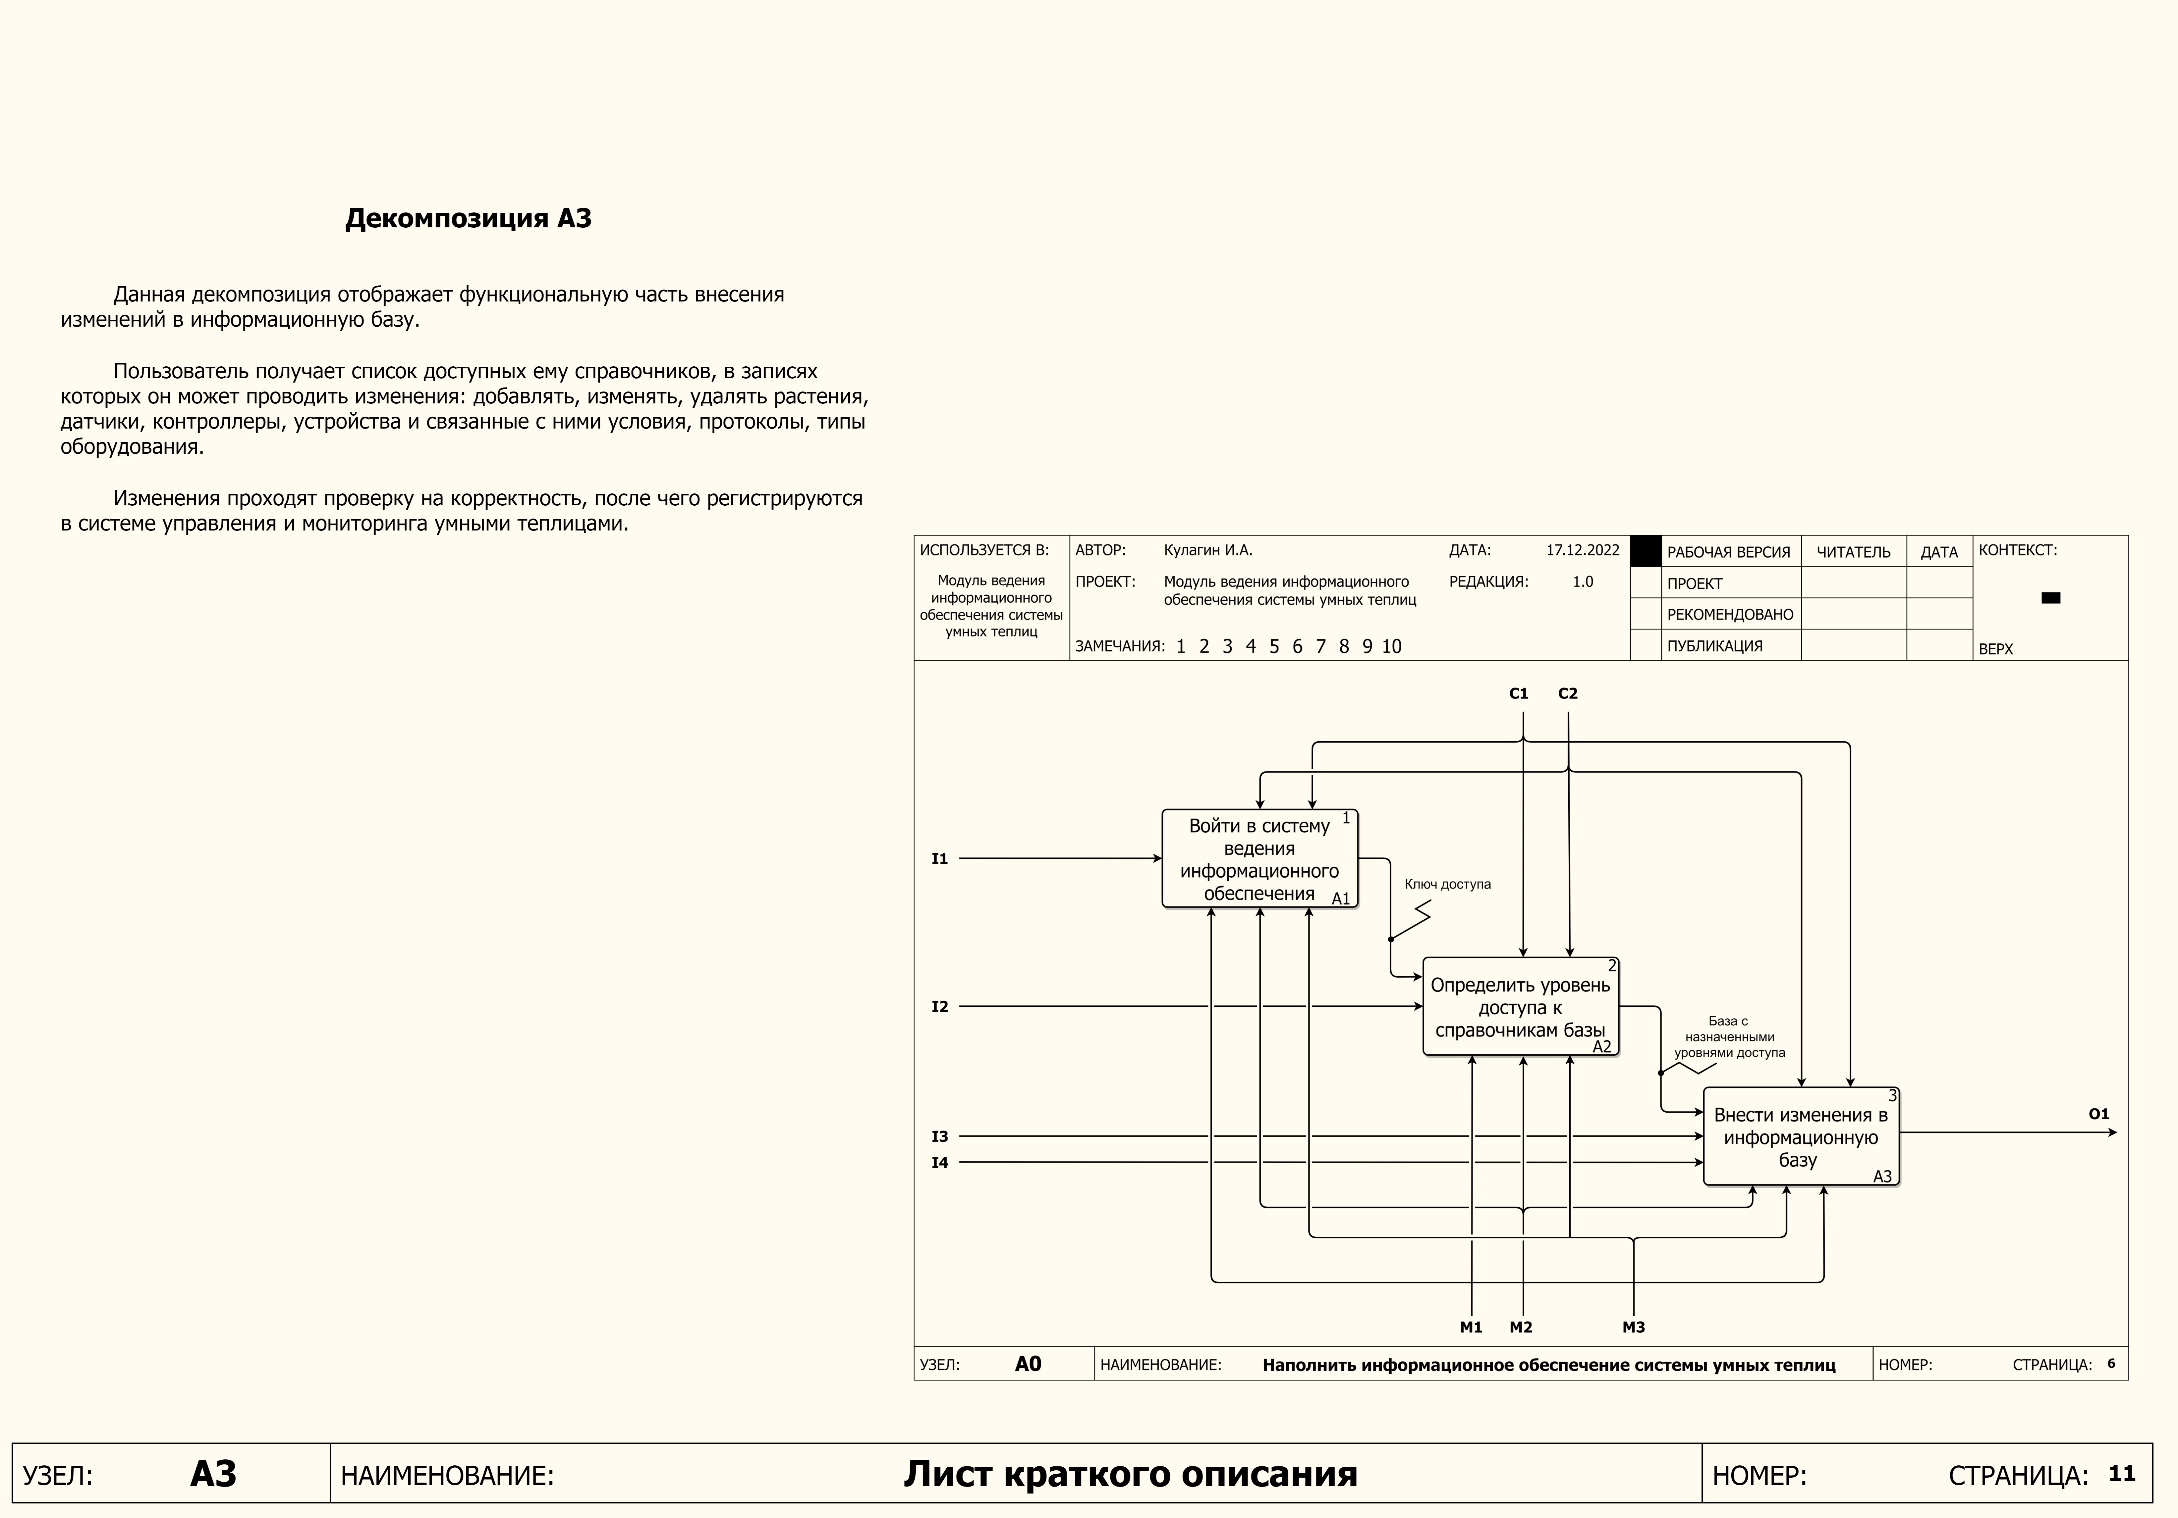 Декомпозиция А3
Данная декомпозиция отображает функциональную часть внесения
изменений в информационную базу.
Пользователь получает список доступных ему справочников, в записях
которых он может проводить изменения: добавлять, изменять, удалять растения,
датчики, контроллеры, устройства и связанные с ними условия, протоколы, типы
оборудования.
Изменения проходят проверку на корректность, после чего регистрируются
в системе управления и мониторинга умными теплицами.
ИСПОЛЬЗУЕТСЯ В:
Модуль ведения
информационного
обеспечения системы
умных теплиц
АВТОР: Кулагин И.А.
ДАТА: 17.12.2022
ПРОЕКТ: Модуль ведения информационного
обеспечения системы умных теплиц
РЕДАКЦИЯ: 1.0
ЗАМЕЧАНИЯ: 1 2 3 4 5 6 7 8 9 10
РАБОЧАЯ ВЕРСИЯ
ЧИТАТЕЛЬ
ДАТА
ПРОЕКТ
РЕКОМЕНДОВАНО
ПУБЛИКАЦИЯ
КОНТЕКСТ:
ВЕРХ
C1 C2
1
Войти в систему
ведения
информационного
обеспечения
А1
I1
Ключ доступа
2
Определить уровень
доступа к
справочникам базы
А2
I2
База с
назначенными
уровнями доступа
3
Внести изменения в
информационную
базу
А3
O1
I3
I4
M1 M2 M3
УЗЕЛ: А0
НАИМЕНОВАНИЕ: Наполнить информационное обеспечение системы умных теплиц
НОМЕР:
СТРАНИЦА: 6
УЗЕЛ: А3
НАИМЕНОВАНИЕ: Лист краткого описания
НОМЕР:
СТРАНИЦА: 11